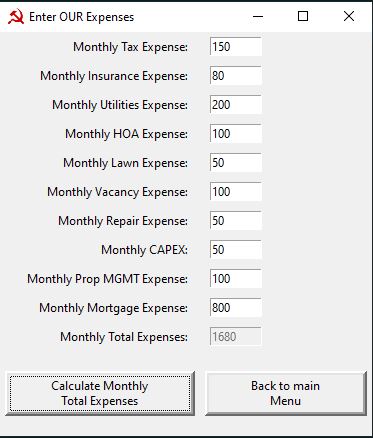 Enter OUR Expenses
Monthly Tax Expense: 150
Monthly Insurance Expense: 80
Monthly Utilities Expense: 200
Monthly HOA Expense: 100
Monthly Lawn Expense: 50
Monthly Vacancy Expense: 100
Monthly Repair Expense: 50
Monthly CAPEX: 50
Monthly Prop MGMT Expense: 100
Monthly Mortgage Expense: 800
Monthly Total Expenses: 1680
Calculate Monthly
Total Expenses
Back to main
Menu